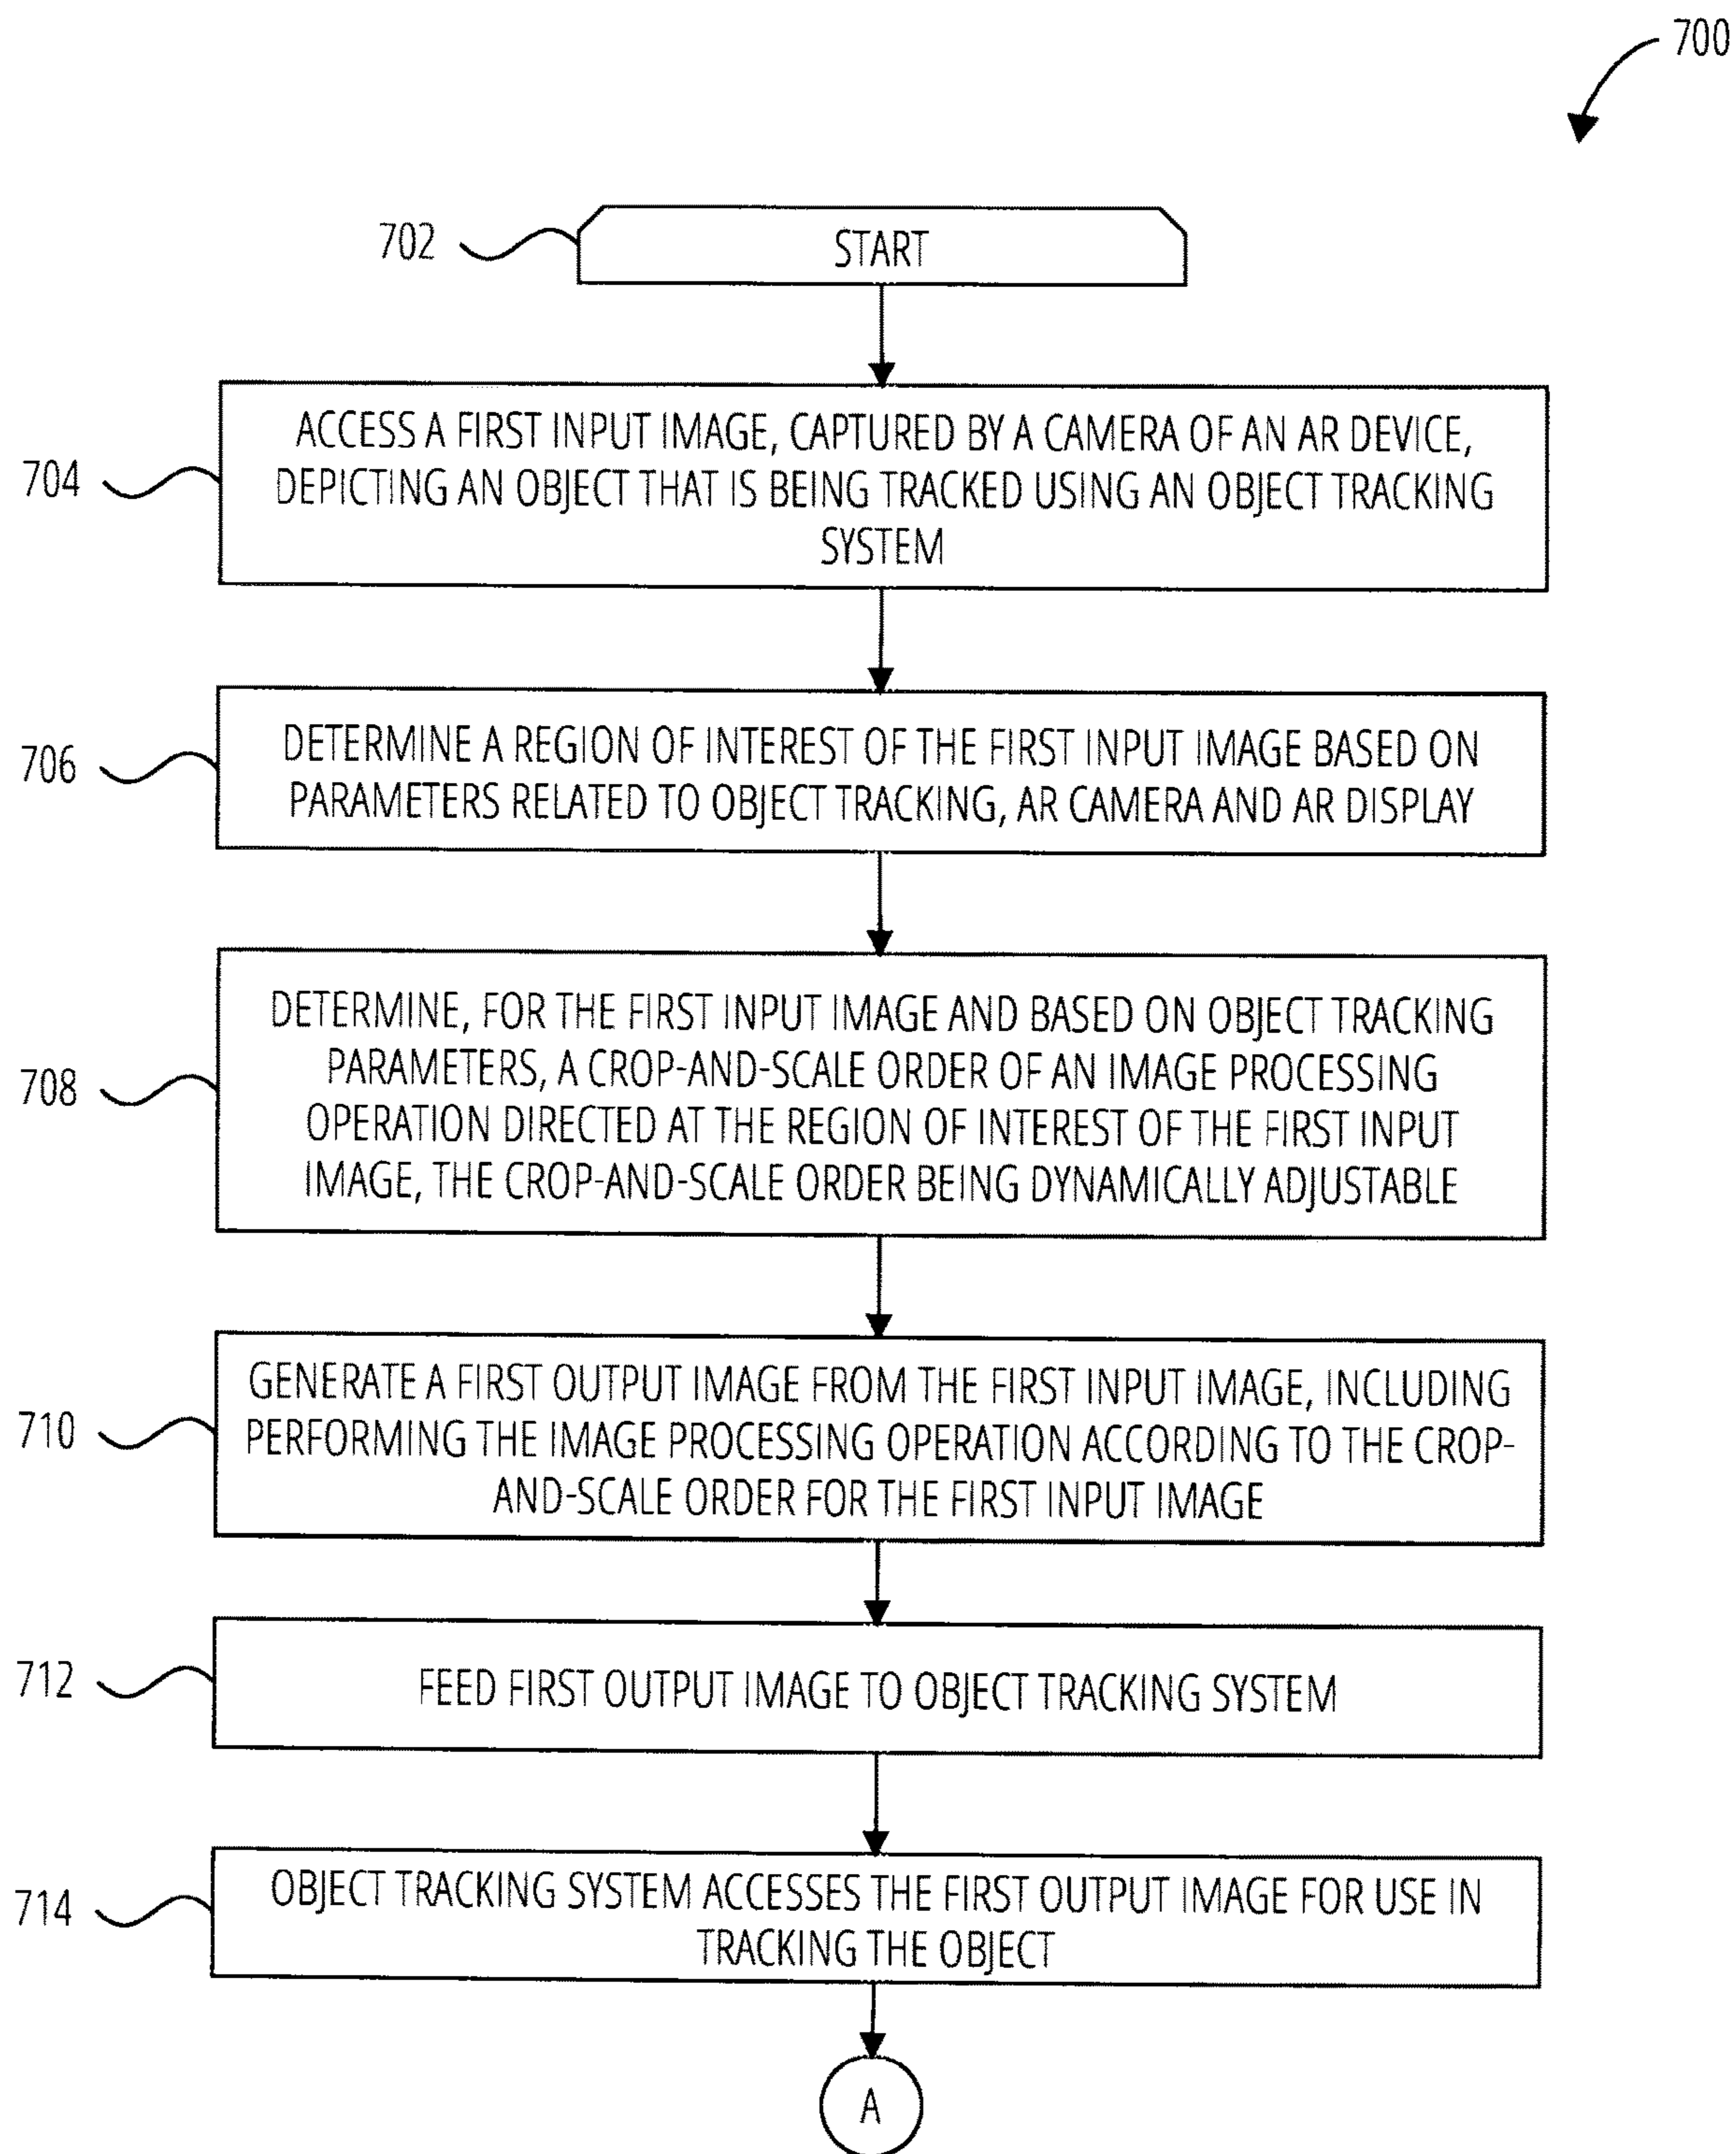 700
702
START
704
ACCESS A FIRST INPUT IMAGE, CAPTURED BY A CAMERA OF AN AR DEVICE,
DEPICTING AN OBJECT THAT IS BEING TRACKED USING AN OBJECT TRACKING
SYSTEM
706
DETERMINE A REGION OF INTEREST OF THE FIRST INPUT IMAGE BASED ON
PARAMETERS RELATED TO OBJECT TRACKING, AR CAMERA AND AR DISPLAY
708
DETERMINE, FOR THE FIRST INPUT IMAGE AND BASED ON OBJECT TRACKING
PARAMETERS, A CROP-AND-SCALE ORDER OF AN IMAGE PROCESSING
OPERATION DIRECTED AT THE REGION OF INTEREST OF THE FIRST INPUT
IMAGE, THE CROP-AND-SCALE ORDER BEING DYNAMICALLY ADJUSTABLE
710
GENERATE A FIRST OUTPUT IMAGE FROM THE FIRST INPUT IMAGE, INCLUDING
PERFORMING THE IMAGE PROCESSING OPERATION ACCORDING TO THE CROP-
AND-SCALE ORDER FOR THE FIRST INPUT IMAGE
712
FEED FIRST OUTPUT IMAGE TO OBJECT TRACKING SYSTEM
714
OBJECT TRACKING SYSTEM ACCESSES THE FIRST OUTPUT IMAGE FOR USE IN
TRACKING THE OBJECT
A